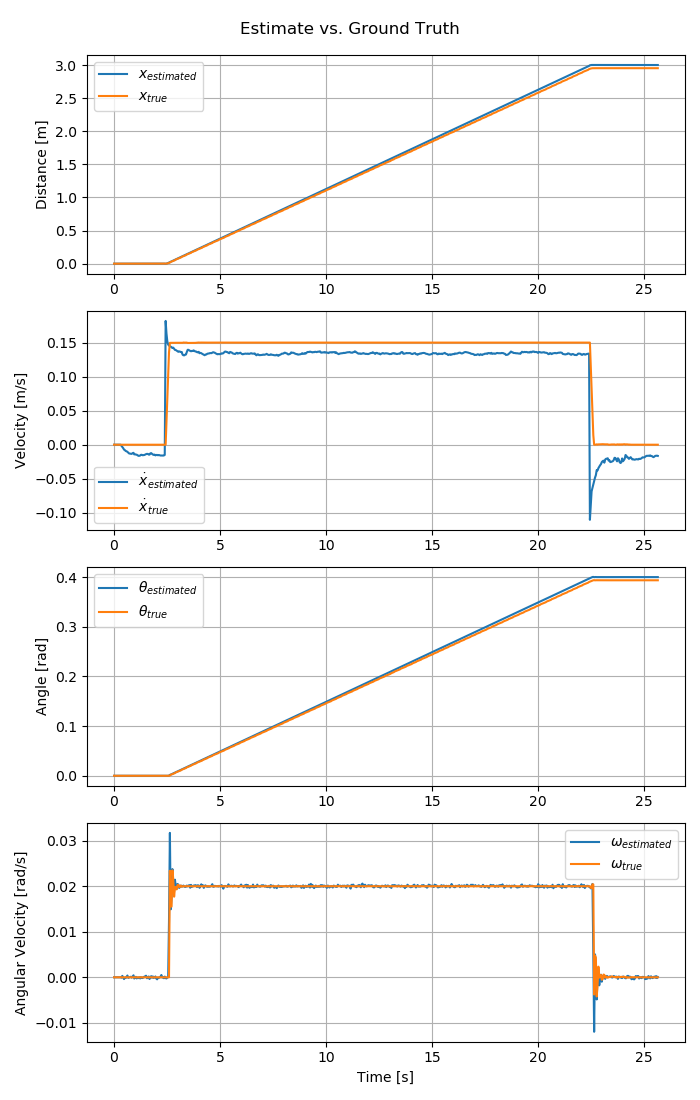 Estimate vs. Ground Truth
3.0
2.5
2.0
1.5
1.0
0.5
0.0
Distance [m]
x_estimated
x_true
0 5 10 15 20 25
0.15
0.10
0.05
0.00
−0.05
−0.10
Velocity [m/s]
ẋ_estimated
ẋ_true
0 5 10 15 20 25
0.4
0.3
0.2
0.1
0.0
Angle [rad]
θ_estimated
θ_true
0 5 10 15 20 25
0.03
0.02
0.01
0.00
−0.01
Angular Velocity [rad/s]
ω_estimated
ω_true
0 5 10 15 20 25
Time [s]